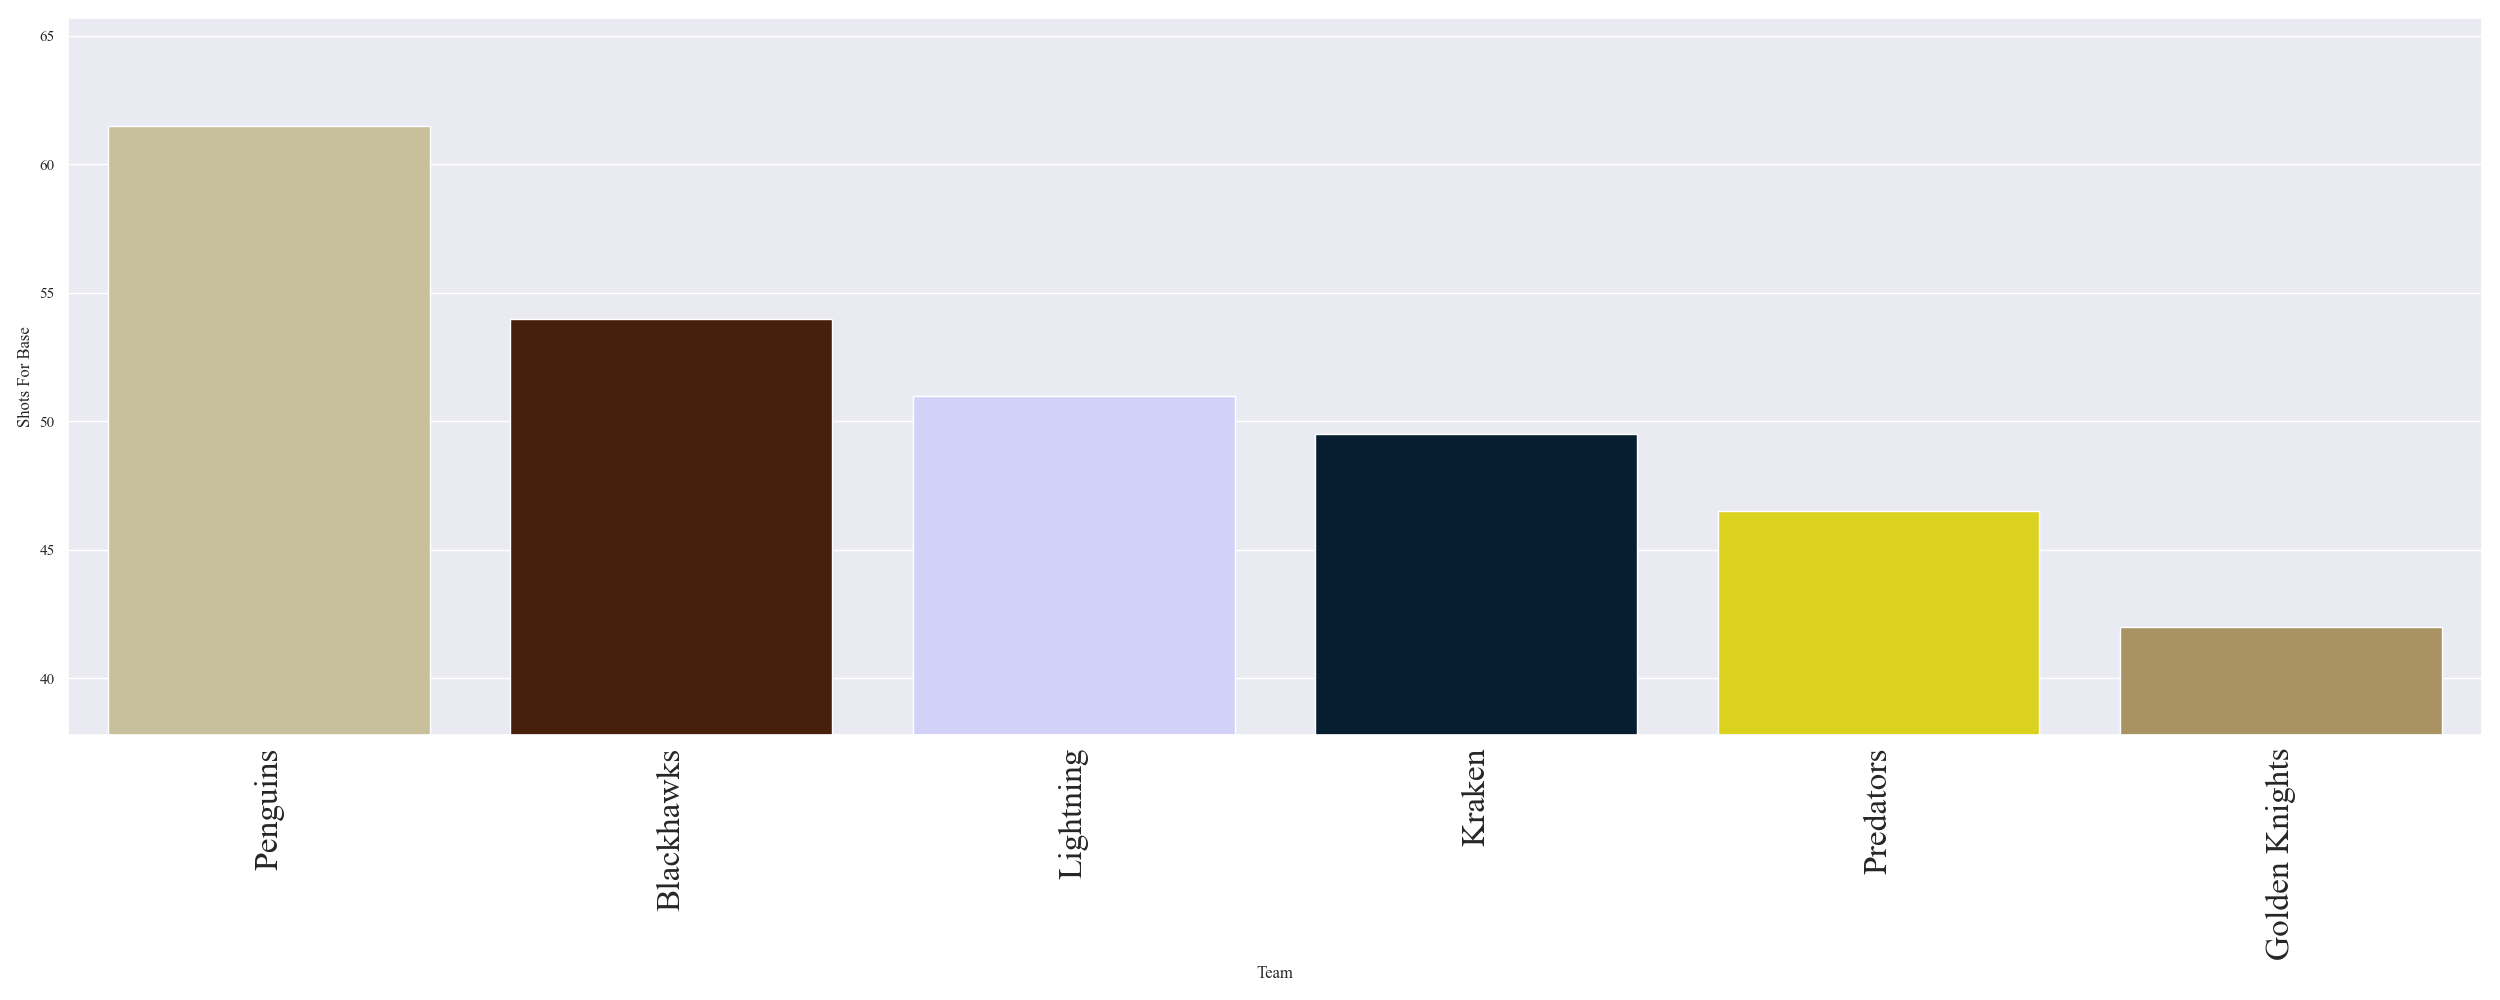 65
60
55
50
45
40
Shots For Base
Penguins
Blackhawks
Lightning
Kraken
Predators
Golden Knights
Team